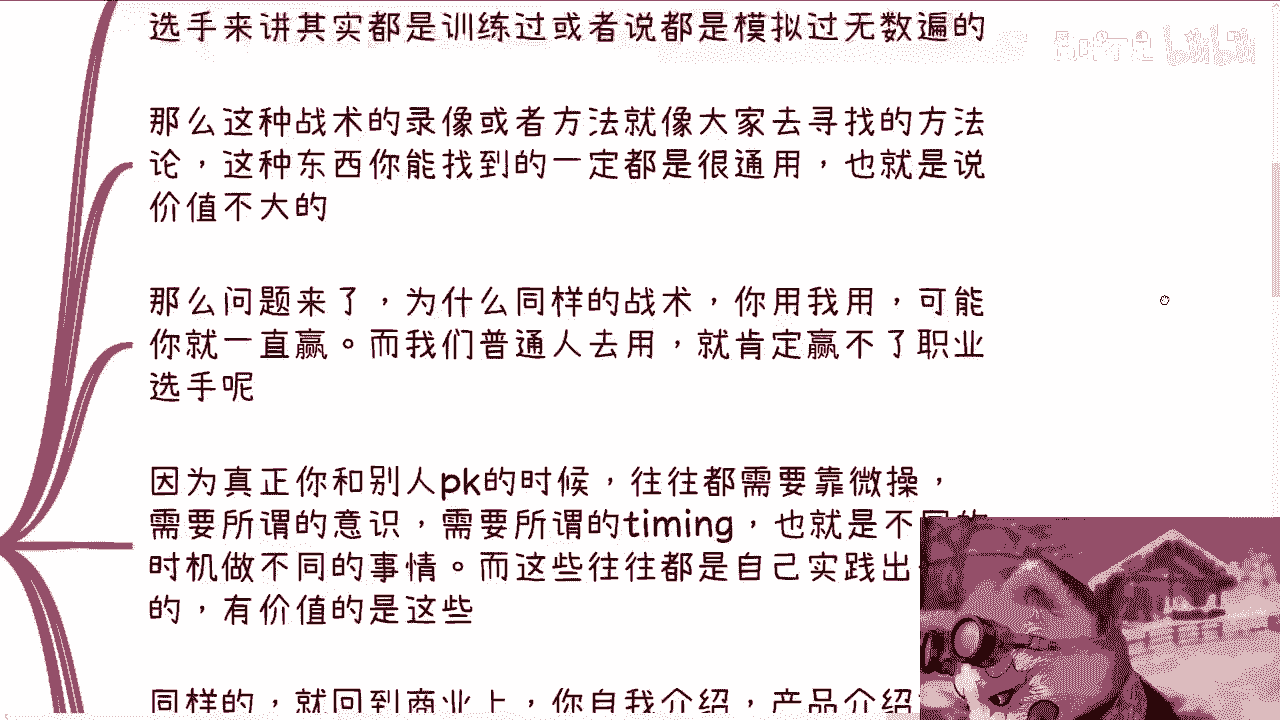 选手来讲其实都是训练过或者说都是模拟过无数遍的
那么这种战术的录像或者方法就像大家去寻找的方法
论，这种东西你能找到的一定都是很通用，也就是说
价值不大的
那么问题来了，为什么同样的战术，你用我用，可能
你就一直赢。而我们普通人去用，就肯定赢不了职业
选手呢
因为真正你和别人pk的时候，往往都需要靠微操，
需要所谓的意识，需要所谓的timing，也就是不同的
时机做不同的事情。而这些往往都是自己实践出
的，有价值的是这些
同样的，就回到商业上，你自我介绍，产品介绍